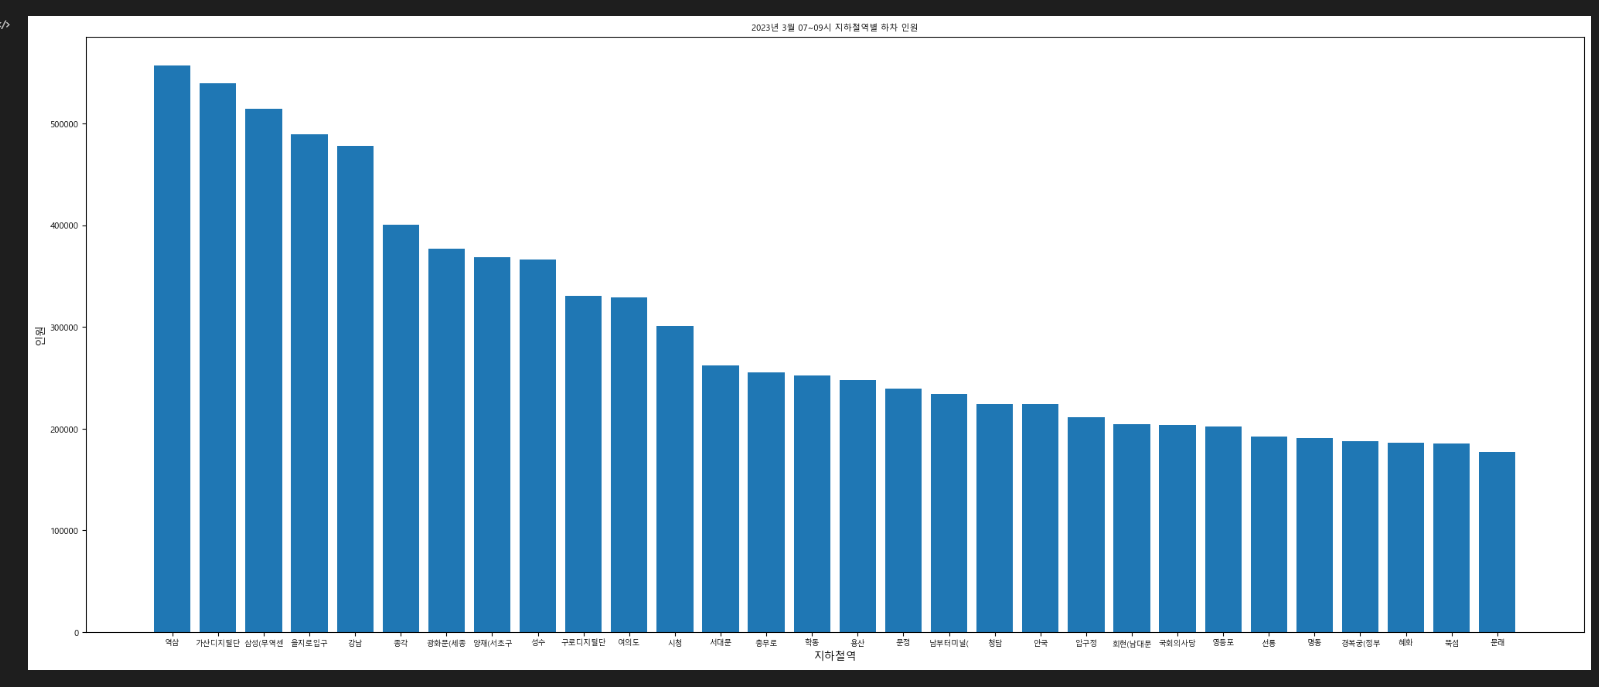 </>
2023년 3월 07~09시 지하철역별 하차 인원
인원
500000
400000
300000
200000
100000
0
역삼 가산디지털단 삼성(무역센 을지로입구 강남 종각 광화문(세종 양재(서초구 성수 구로디지털단 여의도 시청 서대문 충무로 학동 용산 문정 남부터미널( 청담 안국 압구정 회현(남대문 국회의사당 영등포 선릉 명동 경복궁(정부 혜화 뚝섬 문래
지하철역